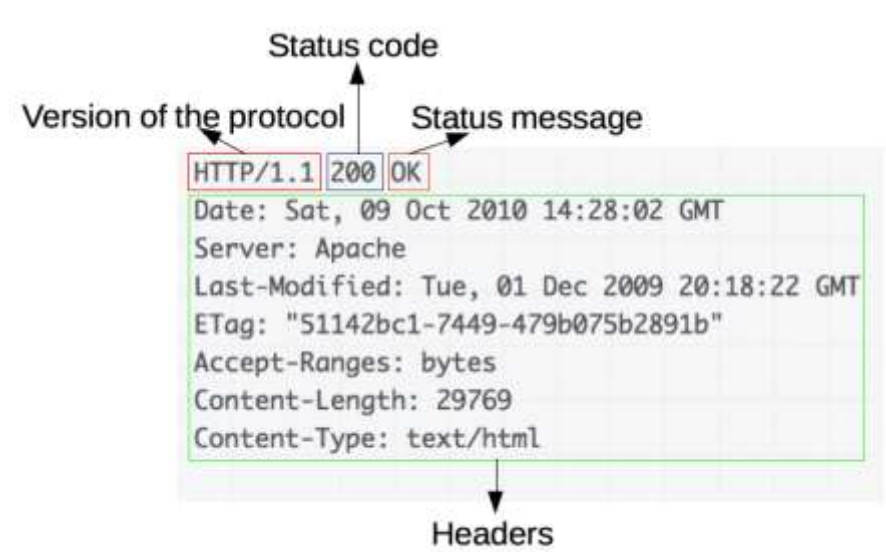 Status code
Version of the protocol
Status message
HTTP/1.1 200 OK
Date: Sat, 09 Oct 2010 14:28:02 GMT
Server: Apache
Last-Modified: Tue, 01 Dec 2009 20:18:22 GMT
ETag: "51142bc1-7449-479b075b2891b"
Accept-Ranges: bytes
Content-Length: 29769
Content-Type: text/html
Headers